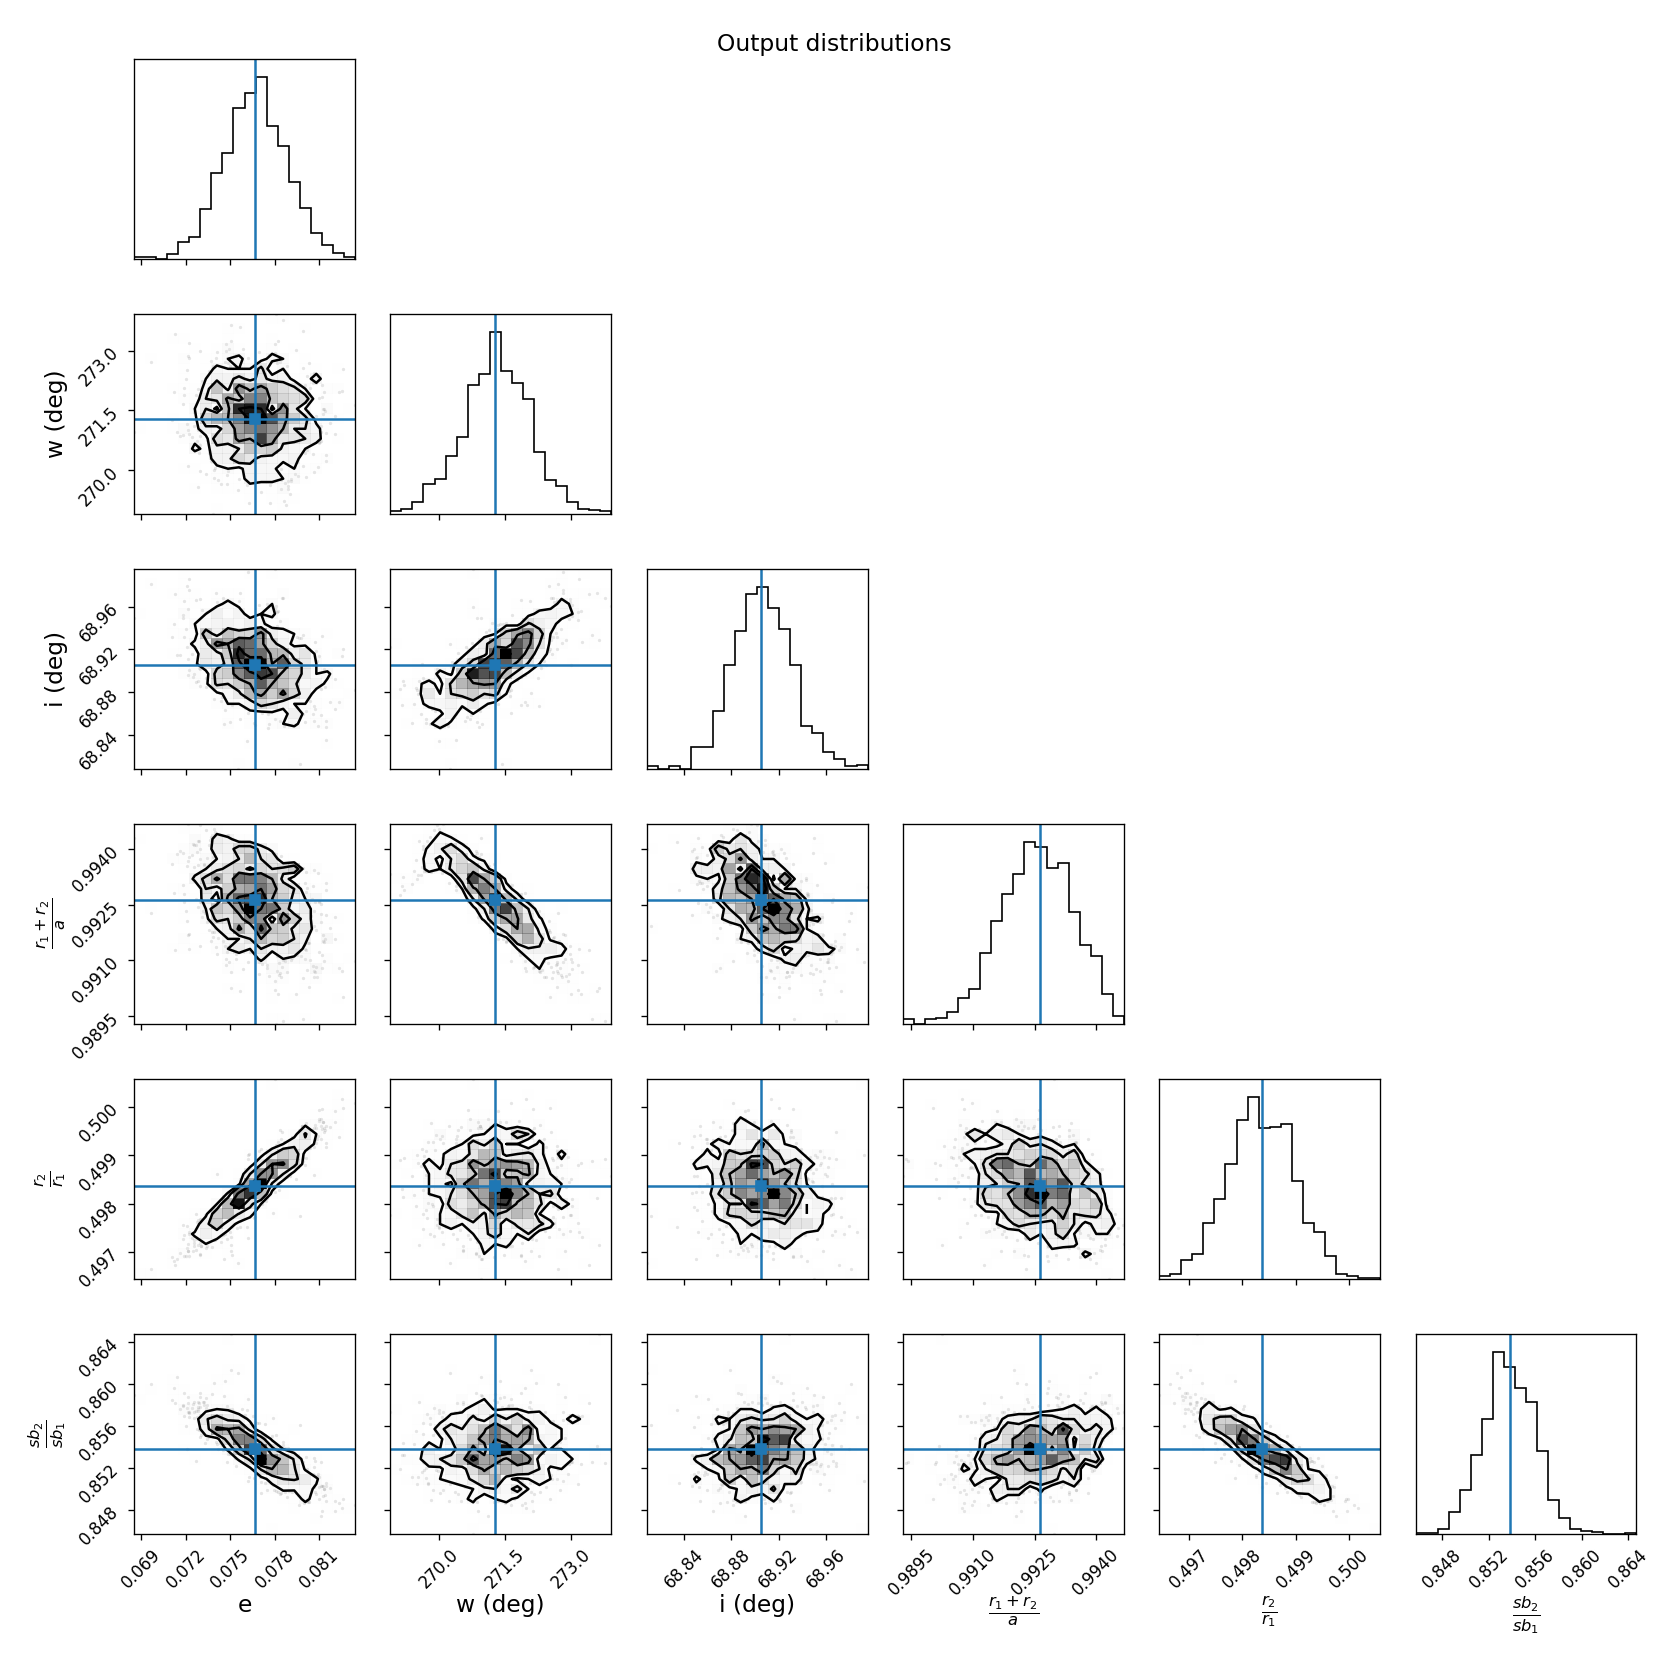 Output distributions
w (deg)
273.0
271.5
270.0
i (deg)
68.96
68.92
68.88
68.84
r₁ + r₂
a
0.9940
0.9925
0.9910
0.9895
r₂
r₁
0.500
0.499
0.498
0.497
sb₂
sb₁
0.864
0.860
0.856
0.852
0.848
0.069 0.072 0.075 0.078 0.081 270.0 271.5 273.0 68.84 68.88 68.92 68.96 0.9895 0.9910 0.9925 0.9940 0.497 0.498 0.499 0.500 0.848 0.852 0.856 0.860 0.864
e w (deg) i (deg) r₁ + r₂ r₂ sb₂
a r₁ sb₁